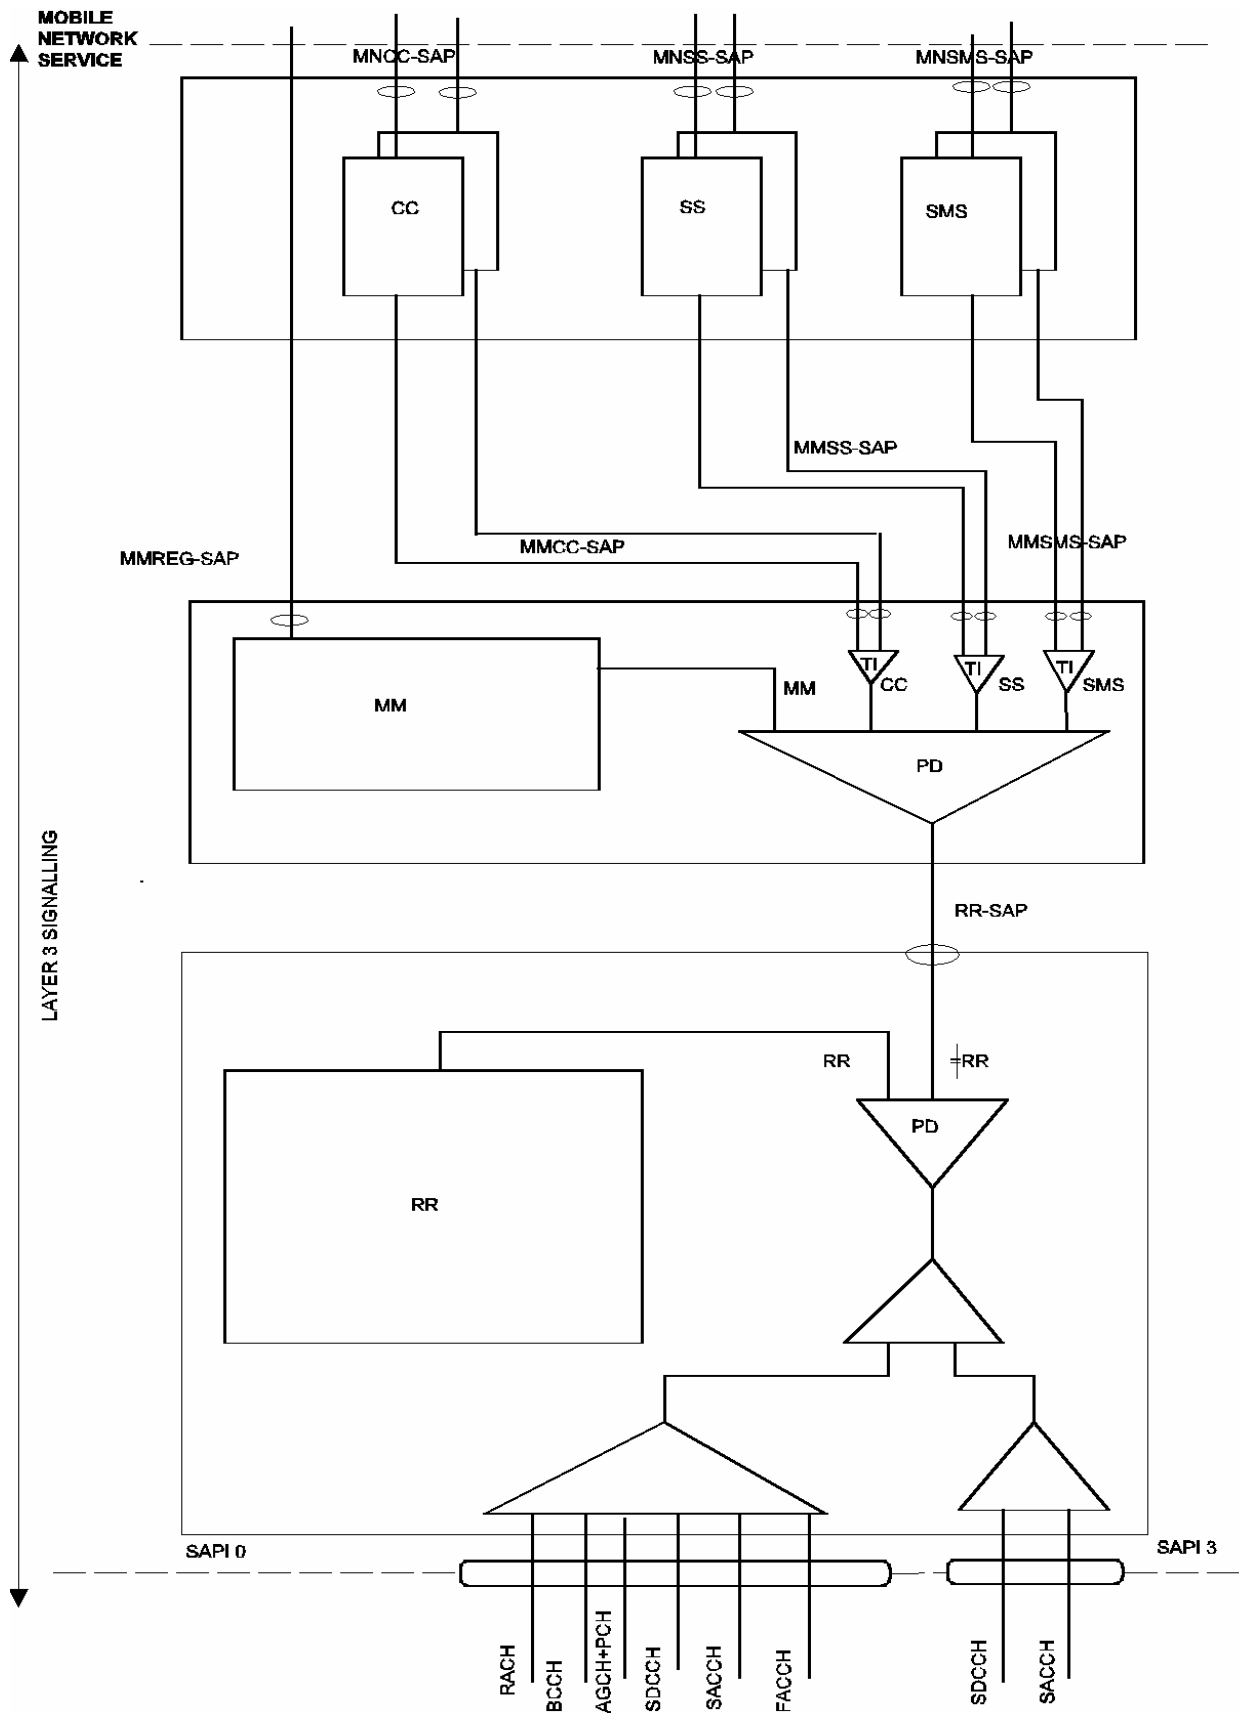 MOBILE
NETWORK
SERVICE
MNCC-SAP
MNSS-SAP
MNSMS-SAP
CC
SS
SMS
MMSS-SAP
MMREG-SAP
MMCC-SAP
MMSMS-SAP
TI
TI
TI
MM
MM
CC
SS
SMS
PD
LAYER 3 SIGNALLING
RR-SAP
RR
≠RR
PD
RR
SAPI 0
SAPI 3
RACH
BCCH
AGCH+PCH
SDCCH
SACCH
FACCH
SDCCH
SACCH